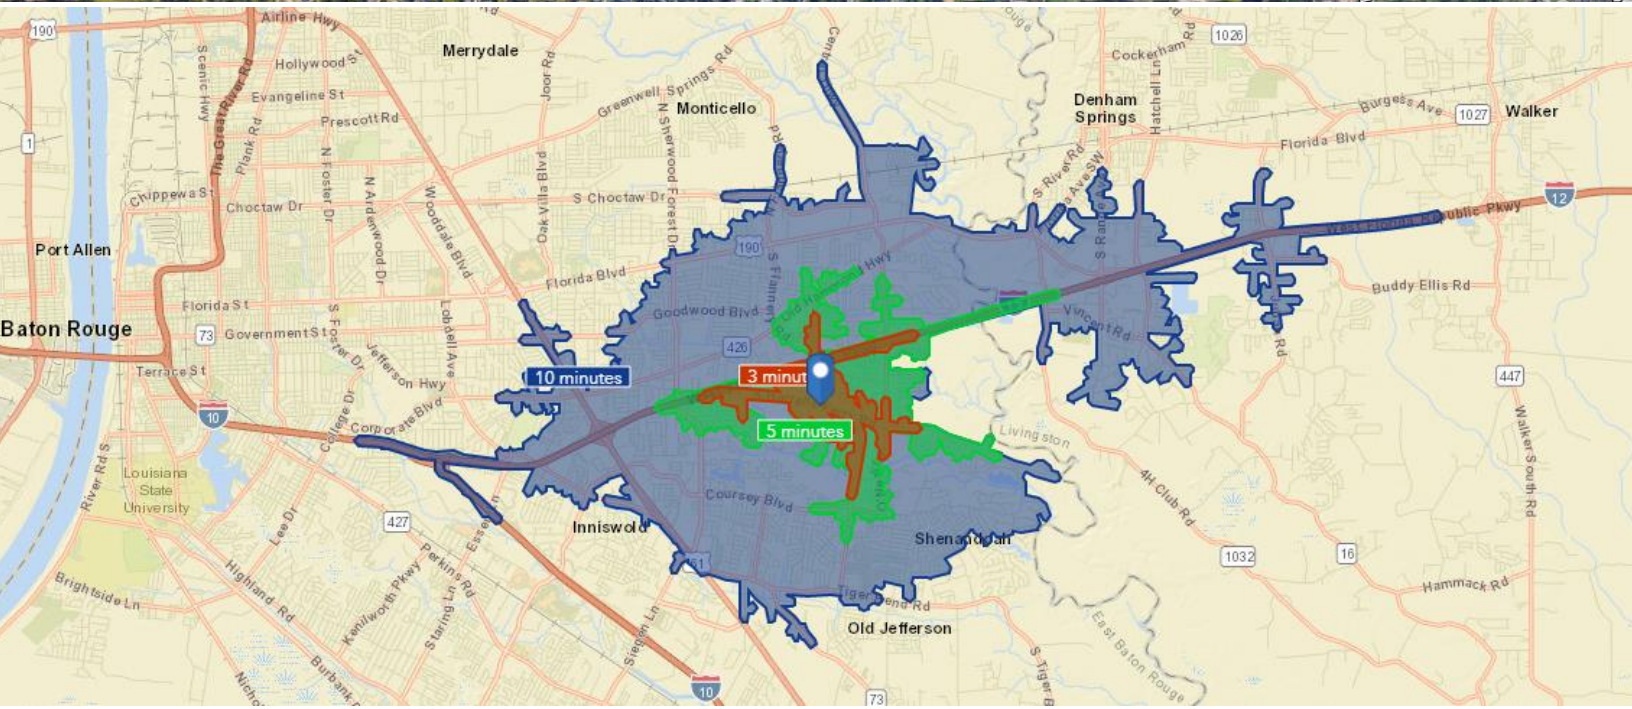 190
Airline Hwy
Merrydale
1026
Cockerham Rd
Hollywood St
Scenic Hwy
The Great River Rd
Joor Rd
Greenwell Springs Rd
Evangeline St
Monticello
Denham
Springs
Hatchell Ln
Burgess Ave
1027
Walker
Prescott Rd
Plank Rd
N Foster Dr
N Sherwood Forest Dr
1
Florida Blvd
S River Rd
Chippewa St
Choctaw Dr
N Ardenwood Dr
Woodale Blvd
Oak Villa Blvd
S Choctaw Dr
12
Port Allen
190
S Flannery Rd
Old Hammond Hwy
Buddy Ellis Rd
Florida Blvd
Florida St
Goodwood Blvd
Vincent Rd
Baton Rouge
73
Government St
S Foster Dr
Lobdell Ave
426
Terrace St
Jefferson Hwy
10 minutes
3 minut
447
10
College Dr
Corporate Blvd
5 minutes
Livingston
Walker South Rd
River Rd S
Louisiana
State
University
4H Club Rd
Coursey Blvd
427
Lee Dr
Inniswold
Shenandoah
1032
16
Highland Rd
Perkins Rd
Brightside Ln
Kenilworth Pkwy
Staring Ln
Siegen Ln
Old Jefferson
Hammack Rd
East Baton Rouge
Burbank
10
73